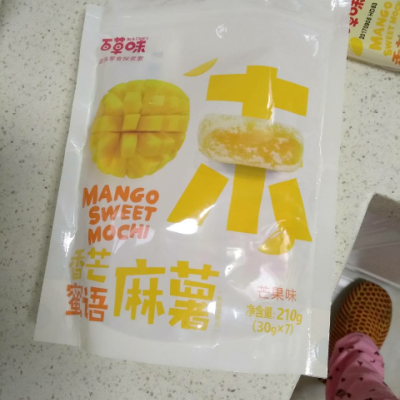 百草味
MANGO
SWEET
MOCHI
香芒
蜜语
麻薯
芒果味
净含量:210g
(30g×7)
MANGO